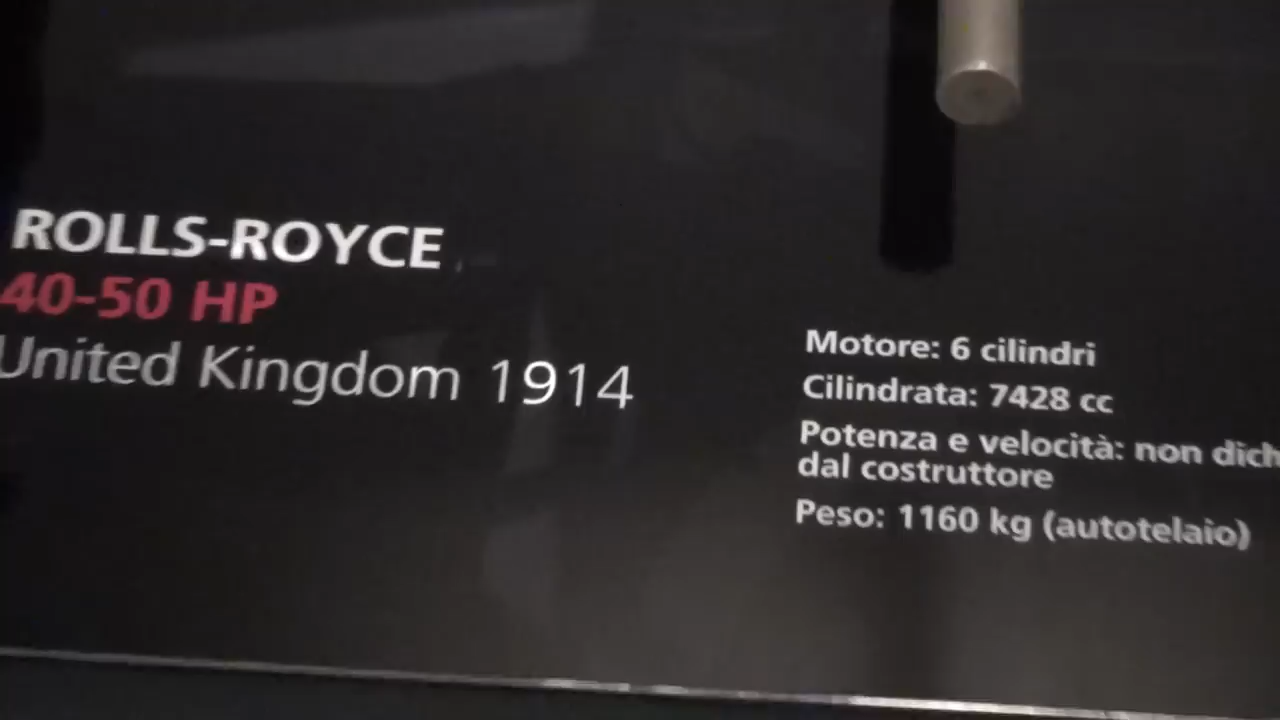 ROLLS-ROYCE
40-50 HP
United Kingdom 1914
Motore: 6 cilindri
Cilindrata: 7428 cc
Potenza e velocità: non dich
dal costruttore
Peso: 1160 kg (autotelaio)